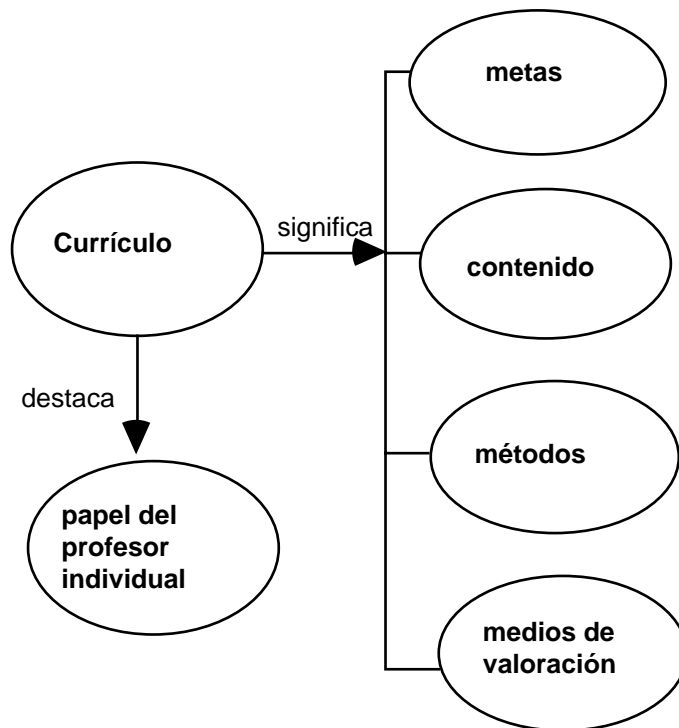 metas
Currículo
significa
contenido
destaca
métodos
papel del
profesor
individual
medios de
valoración